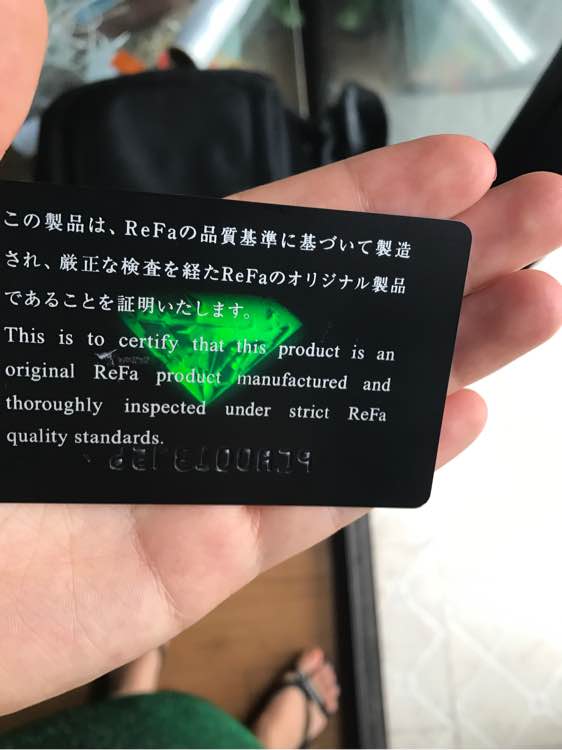 この製品は、ReFaの品質基準に基づいて製造
され、厳正な検査を経たReFaのオリジナル製品
であることを証明いたします。
This is to certify that this product is an
original ReFa product manufactured and
thoroughly inspected under strict ReFa
quality standards.